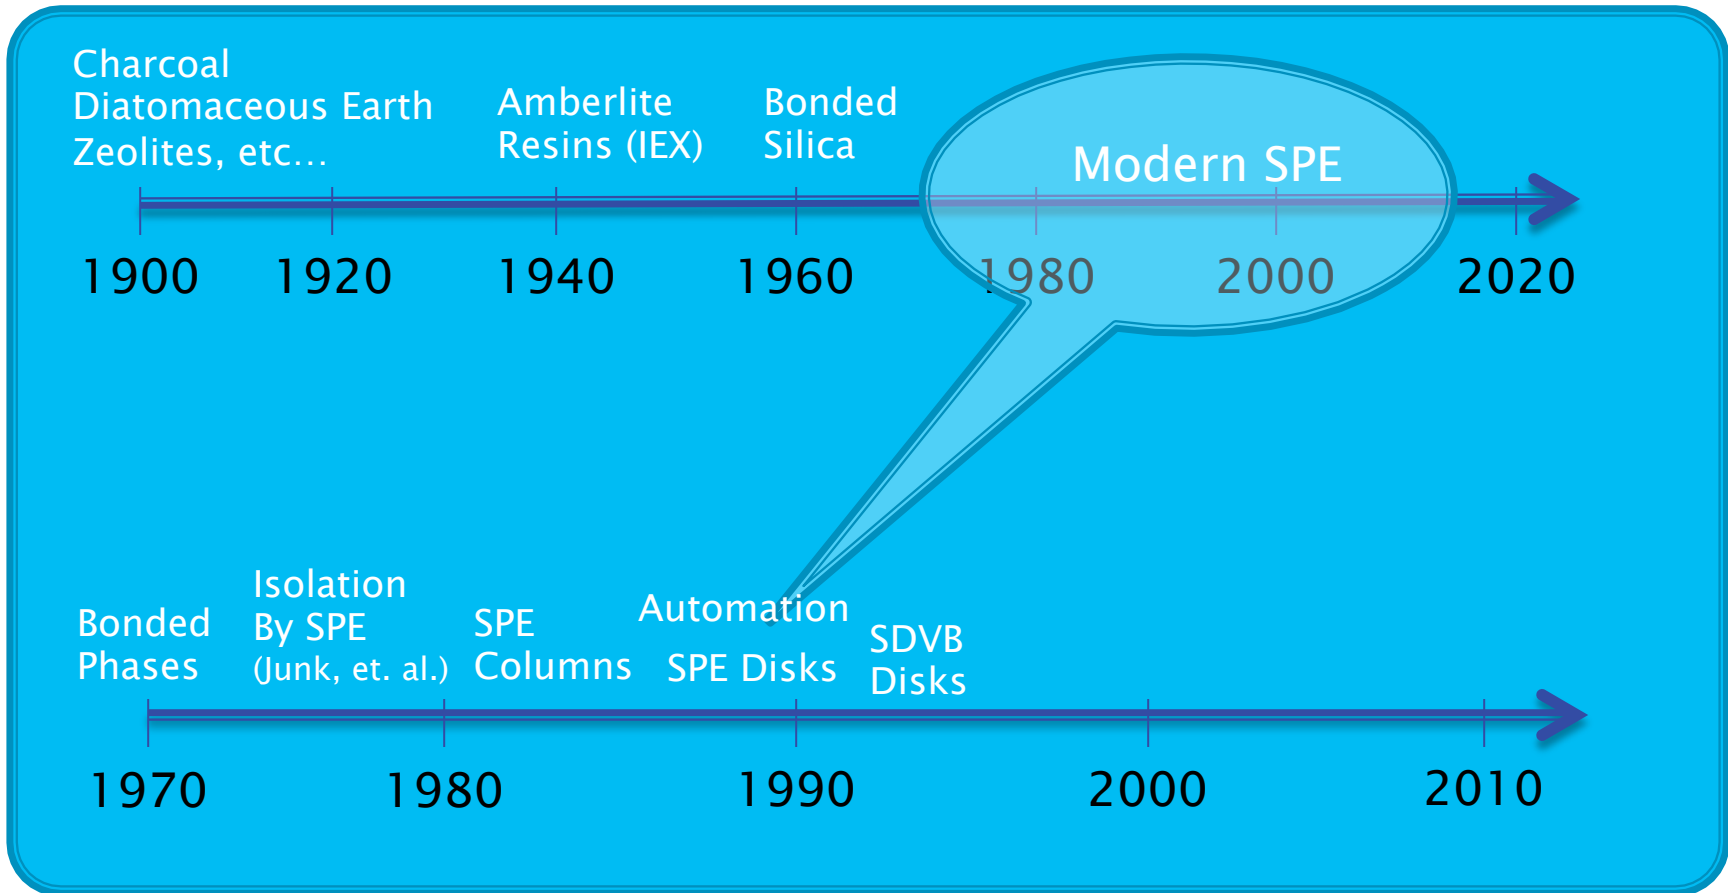 Charcoal
Diatomaceous Earth
Zeolites, etc…
Amberlite
Resins (IEX)
Bonded
Silica
Modern SPE
1900 1920 1940 1960 1980 2000 2020
Bonded
Phases
Isolation
By SPE
(Junk, et. al.)
SPE
Columns
Automation
SPE Disks
SDVB
Disks
1970 1980 1990 2000 2010